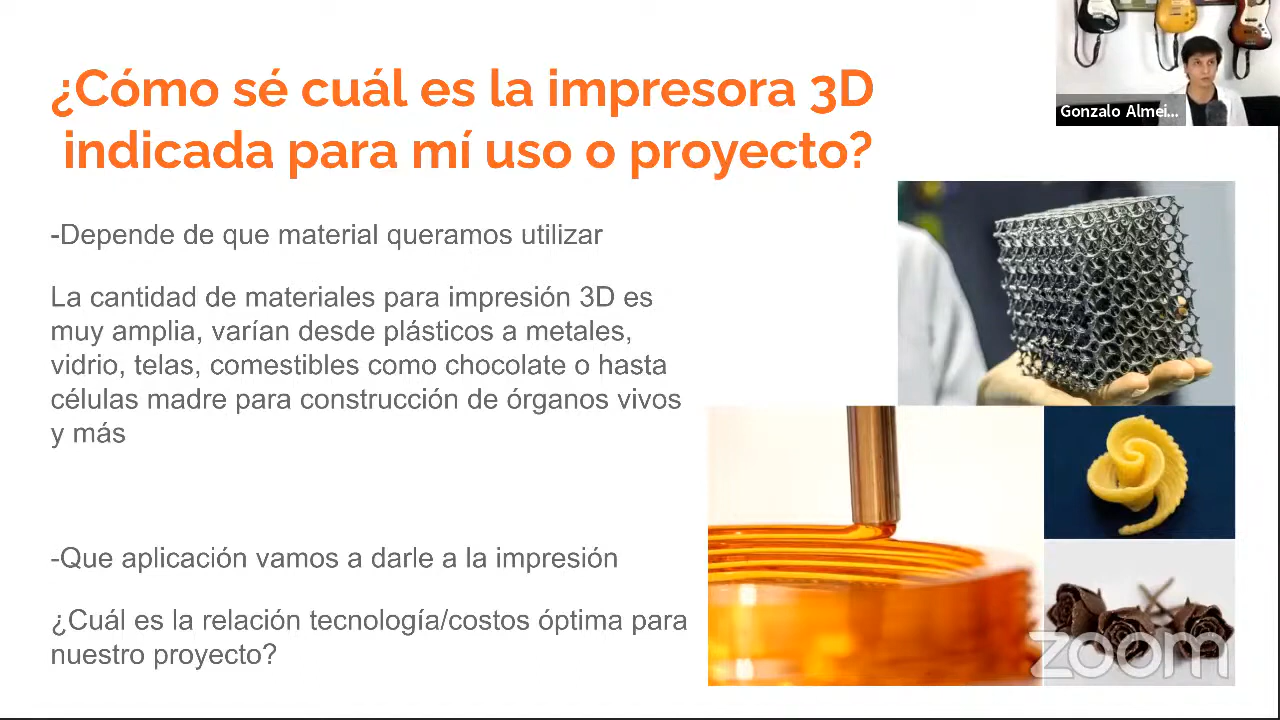 ¿Cómo sé cuál es la impresora 3D
indicada para mí uso o proyecto?
Gonzalo Almei...
-Depende de que material queramos utilizar
La cantidad de materiales para impresión 3D es
muy amplia, varían desde plásticos a metales,
vidrio, telas, comestibles como chocolate o hasta
células madre para construcción de órganos vivos
y más
-Que aplicación vamos a darle a la impresión
¿Cuál es la relación tecnología/costos óptima para
nuestro proyecto?
zoom